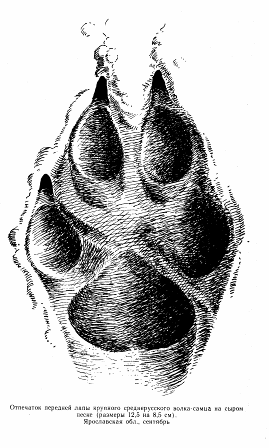 Отпечаток передней лапы крупного среднерусского волка-самца на сыром
песке (размеры 12,5 на 8,5 см).
Ярославская обл., сентябрь